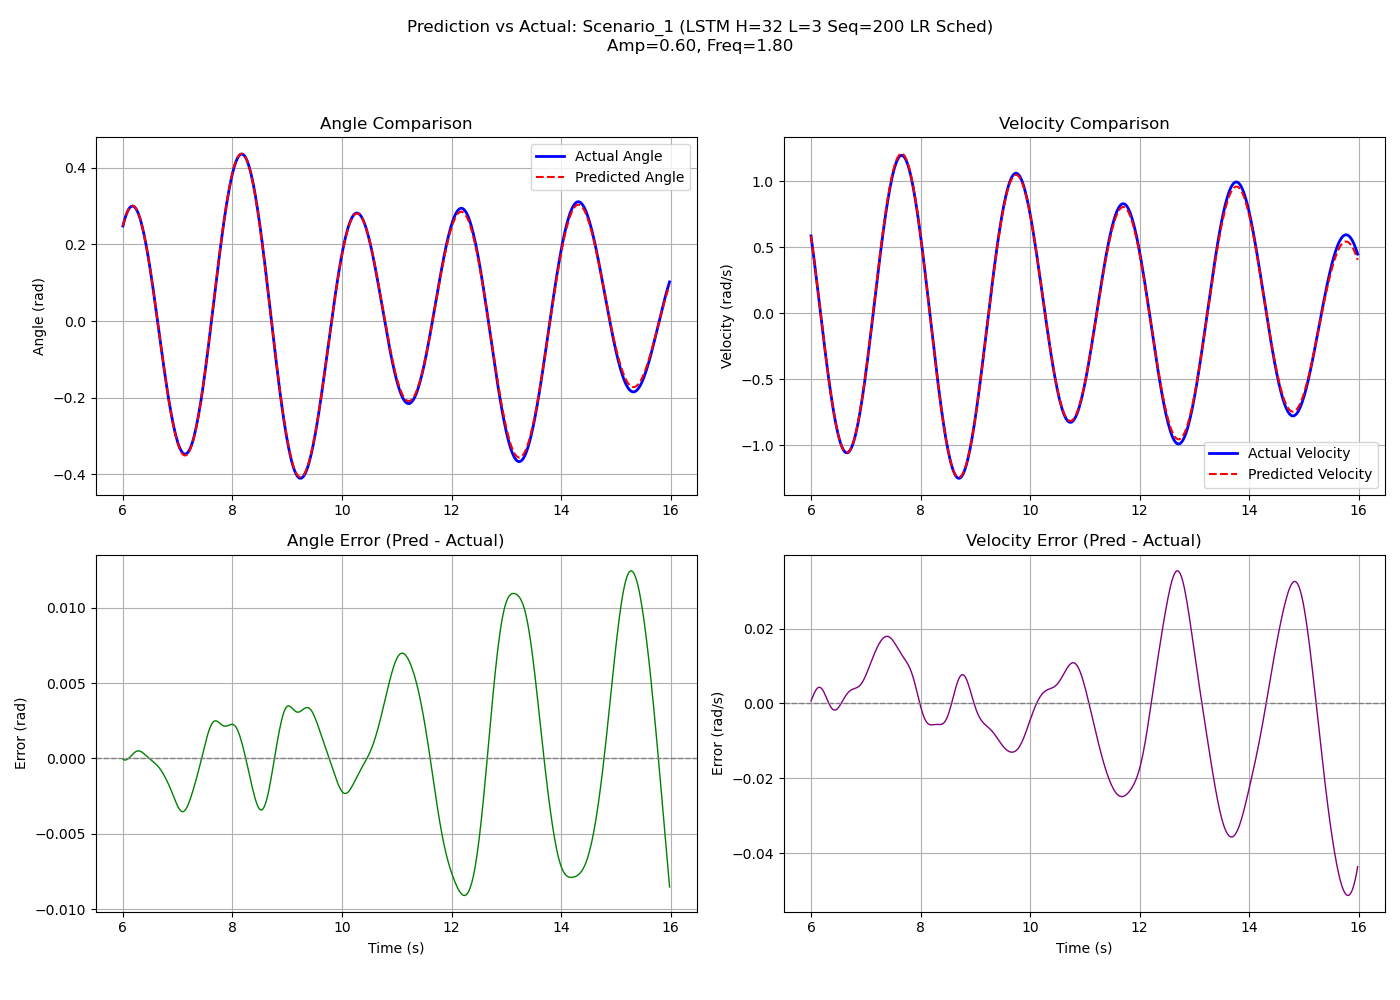 Prediction vs Actual: Scenario_1 (LSTM H=32 L=3 Seq=200 LR Sched)
Amp=0.60, Freq=1.80
Angle Comparison
Angle (rad)
0.4
0.2
0.0
−0.2
−0.4
Actual Angle
Predicted Angle
6 8 10 12 14 16
Velocity Comparison
Velocity (rad/s)
1.0
0.5
0.0
−0.5
−1.0
Actual Velocity
Predicted Velocity
6 8 10 12 14 16
Angle Error (Pred - Actual)
Error (rad)
0.010
0.005
0.000
−0.005
−0.010
6 8 10 12 14 16
Time (s)
Velocity Error (Pred - Actual)
Error (rad/s)
0.02
0.00
−0.02
−0.04
6 8 10 12 14 16
Time (s)